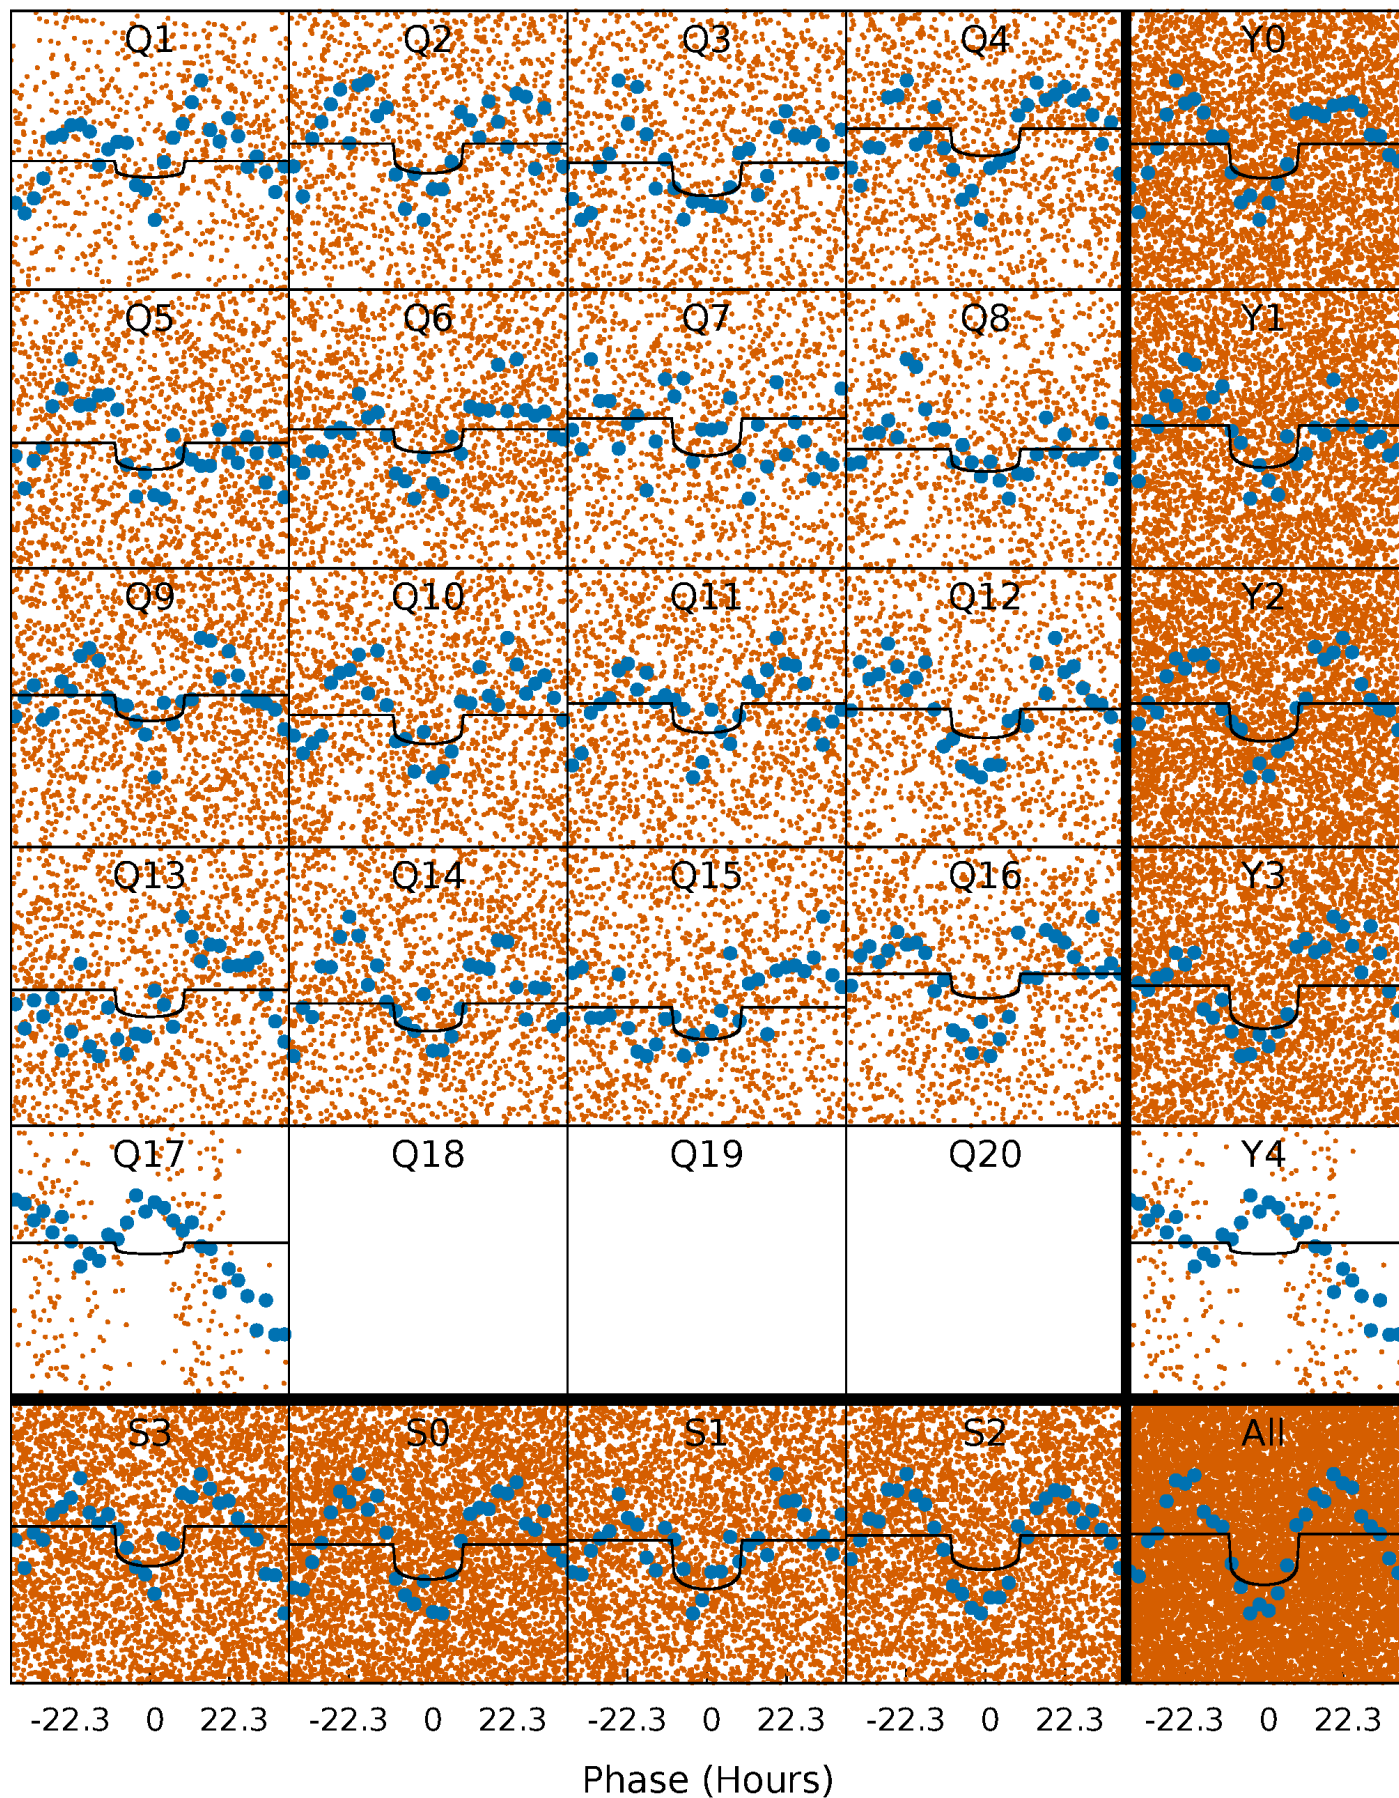 Q1 Q2 Q3 Q4 Y0
Q5 Q6 Q7 Q8 Y1
Q9 Q10 Q11 Q12 Y2
Q13 Q14 Q15 Q16 Y3
Q17 Q18 Q19 Q20 Y4
S3 S0 S1 S2 All
-22.3 0 22.3 -22.3 0 22.3 -22.3 0 22.3 -22.3 0 22.3 -22.3 0 22.3
Phase (Hours)